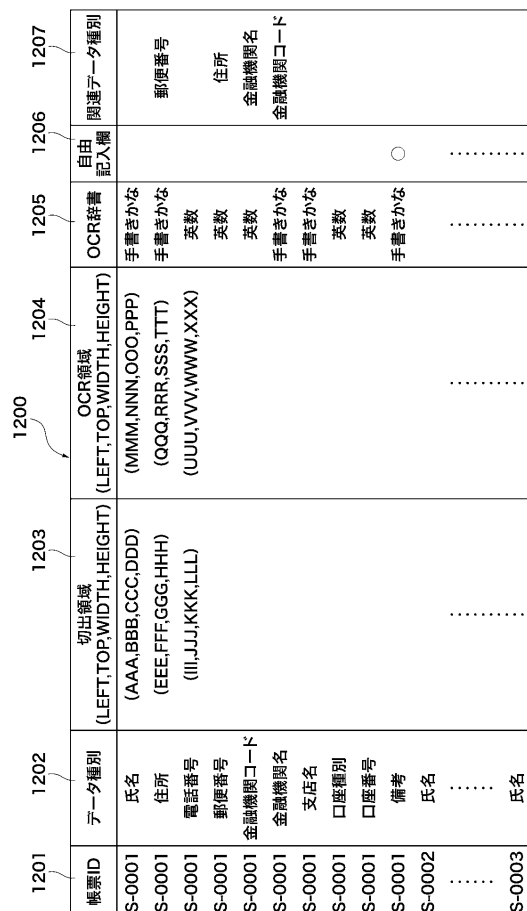 1200
1201 1202 1203 1204 1205 1206 1207
帳票ID データ種別 切出領域 OCR領域 OCR辞書 自由 関連データ種別
(LEFT,TOP,WIDTH,HEIGHT) (LEFT,TOP,WIDTH,HEIGHT) 記入欄
S-0001 氏名 (AAA,BBB,CCC,DDD) (MMM,NNN,OOO,PPP) 手書きかな
S-0001 住所 (EEE,FFF,GGG,HHH) (QQQ,RRR,SSS,TTT) 手書きかな 郵便番号
S-0001 電話番号 (III,JJJ,KKK,LLL) (UUU,VVV,WWW,XXX) 英数
S-0001 郵便番号 英数 住所
S-0001 金融機関コード 英数 金融機関名
S-0001 金融機関名 手書きかな 金融機関コード
S-0001 支店名 手書きかな
S-0001 口座種別 英数
S-0001 口座番号 英数
S-0001 備考 手書きかな ○
S-0002 氏名
...... ...... ......... ......... ......... .........
S-0003 氏名